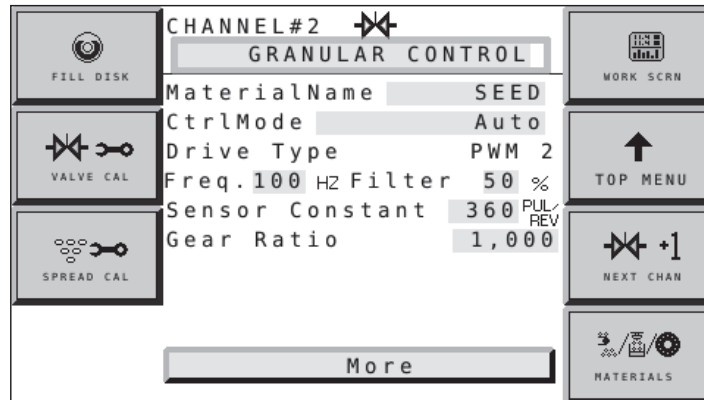 CHANNEL#2
GRANULAR CONTROL
FILL DISK
WORK SCRN
MaterialName SEED
CtrlMode Auto
Drive Type PWM 2
VALVE CAL
TOP MENU
Freq. 100 HZ Filter 50 %
Sensor Constant 360 PUL/REV
Gear Ratio 1,000
+1
SPREAD CAL
NEXT CHAN
More
MATERIALS